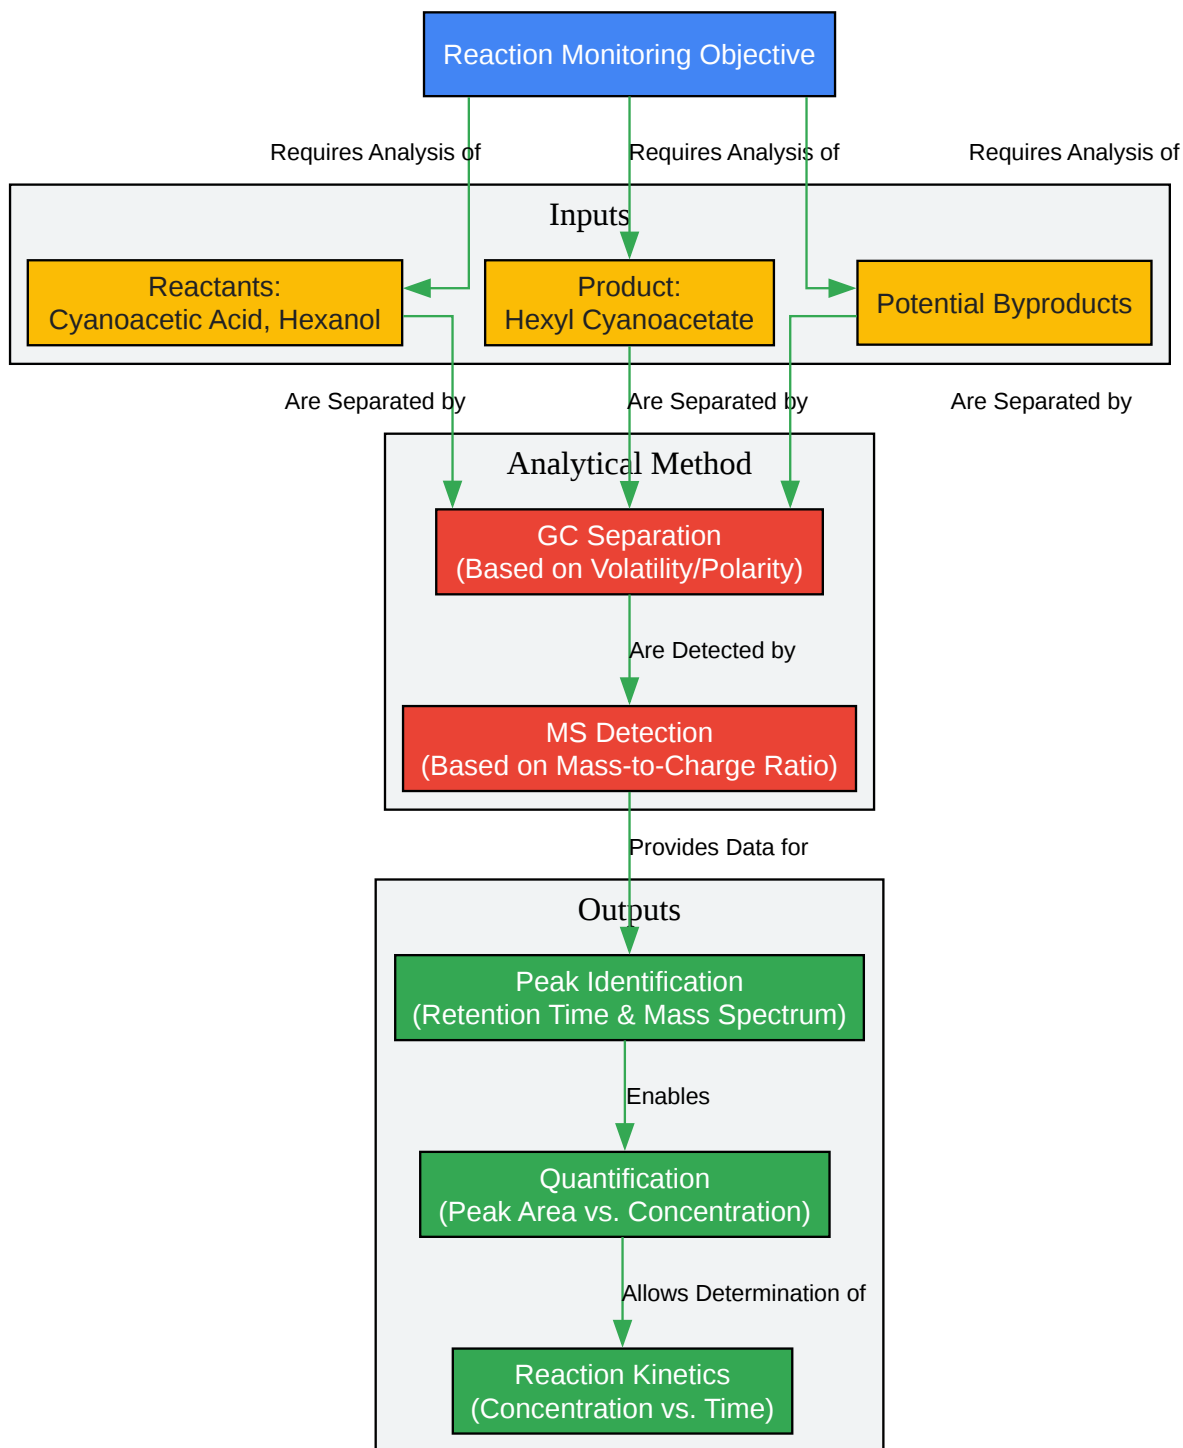 Reaction Monitoring Objective
Requires Analysis of
Requires Analysis of
Requires Analysis of
Inputs
Reactants:
Cyanoacetic Acid, Hexanol
Product:
Hexyl Cyanoacetate
Potential Byproducts
Are Separated by
Are Separated by
Are Separated by
Analytical Method
GC Separation
(Based on Volatility/Polarity)
Are Detected by
MS Detection
(Based on Mass-to-Charge Ratio)
Provides Data for
Outputs
Peak Identification
(Retention Time & Mass Spectrum)
Enables
Quantification
(Peak Area vs. Concentration)
Allows Determination of
Reaction Kinetics
(Concentration vs. Time)